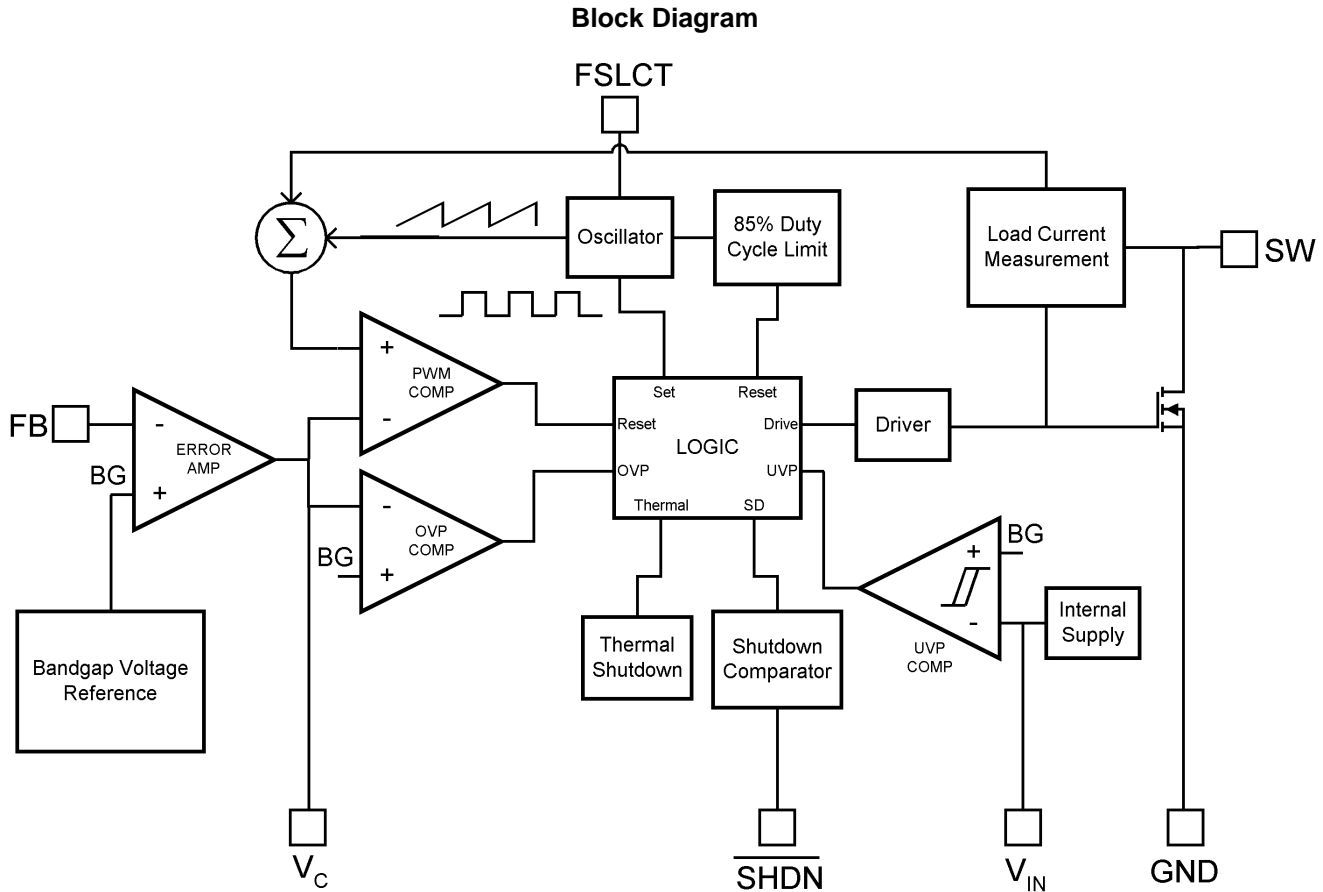 Block Diagram
FSLCT
Σ
Oscillator
85% Duty
Cycle Limit
Load Current
Measurement
SW
+
PWM
COMP
-
Set
Reset
Reset
Drive
LOGIC
OVP
UVP
Thermal
SD
Driver
FB
-
ERROR
AMP
BG
+
-
OVP
COMP
BG
+
+
BG
-
UVP
COMP
Internal
Supply
Bandgap Voltage
Reference
Thermal
Shutdown
Shutdown
Comparator
VC
SHDN
VIN
GND